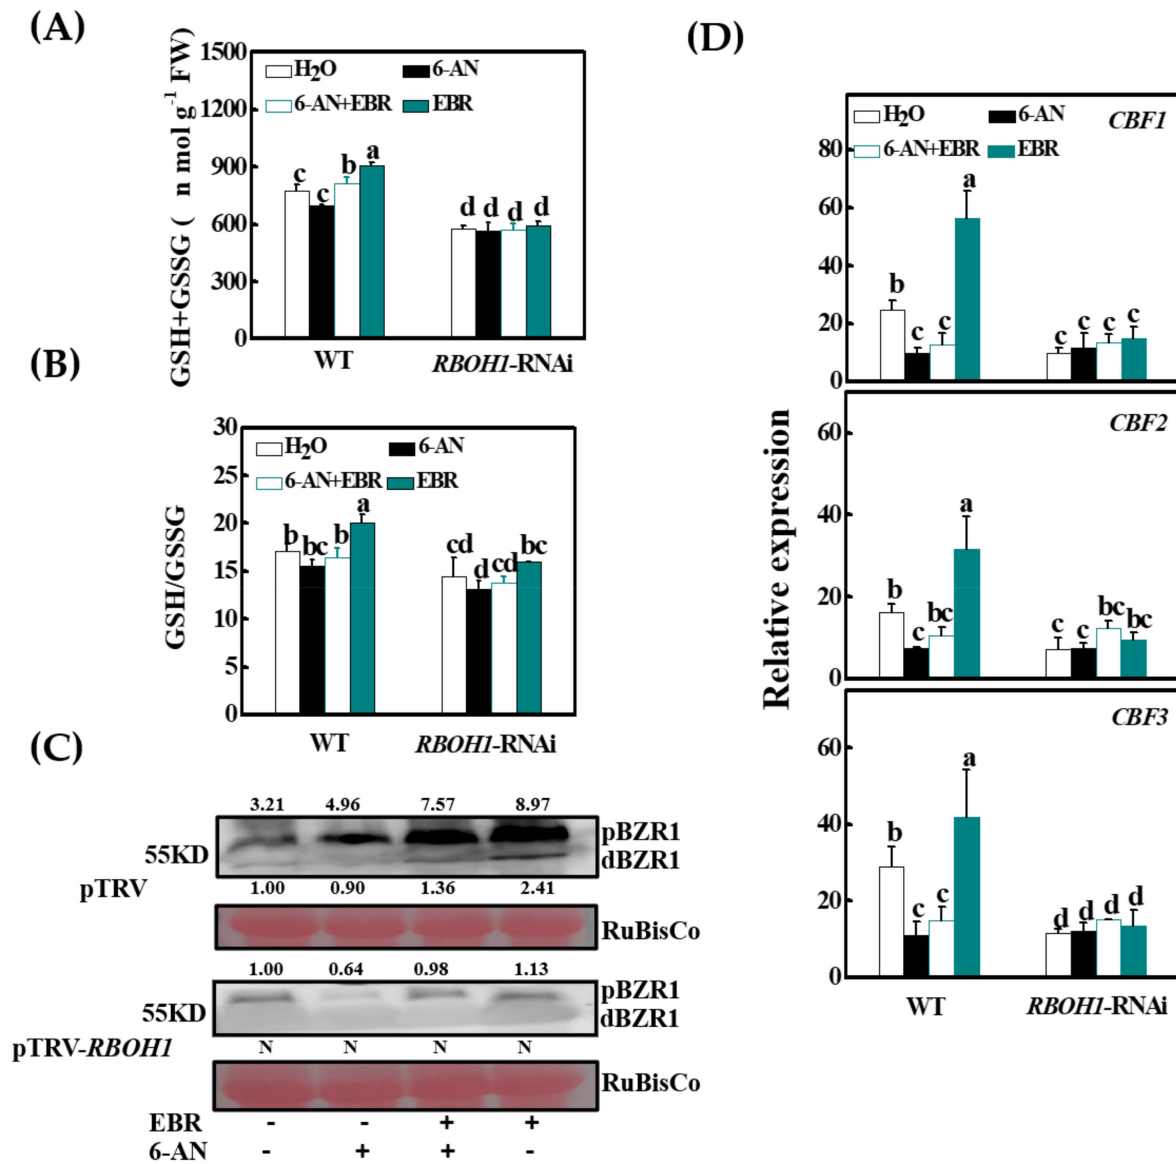 (A)
GSH+GSSG ( n mol g-1 FW)
1500
1200
900
600
300
0
H2O
6-AN
6-AN+EBR
EBR
c c b a
d d d d
WT
RBOH1-RNAi
(B)
GSH/GSSG
30
25
20
15
10
5
0
H2O
6-AN
6-AN+EBR
EBR
b bc b a
cd d cd bc
WT
RBOH1-RNAi
(C)
3.21 4.96 7.57 8.97
pBZR1
55KD
dBZR1
pTRV
1.00 0.90 1.36 2.41
RuBisCo
1.00 0.64 0.98 1.13
pBZR1
55KD
dBZR1
pTRV-RBOH1
N N N N
RuBisCo
EBR - - + +
6-AN - + + -
(D)
Relative expression
H2O
6-AN
CBF1
6-AN+EBR
EBR
80
60
40
20
0
b c c a
c c c c
CBF2
60
40
20
0
b c bc a
c c bc bc
CBF3
60
40
20
0
b c c a
d d d d
WT
RBOH1-RNAi